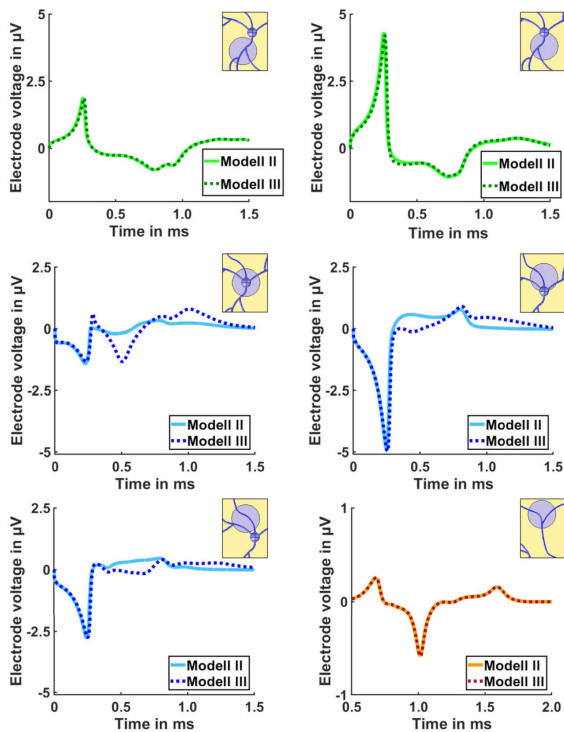 Electrode voltage in µV
5
2.5
0
Modell II
Modell III
0 0.5 1.0 1.5
Time in ms
Electrode voltage in µV
5
2.5
0
Modell II
Modell III
0 0.5 1.0 1.5
Time in ms
Electrode voltage in µV
2.5
0
-2.5
-5
Modell II
Modell III
0 0.5 1.0 1.5
Time in ms
Electrode voltage in µV
2.5
0
-2.5
-5
Modell II
Modell III
0 0.5 1.0 1.5
Time in ms
Electrode voltage in µV
5
0
-2.5
-5
Modell II
Modell III
0 0.5 1.0 1.5
Time in ms
Electrode voltage in µV
1
0
-1
Modell II
Modell III
0.5 1.0 1.5 2.0
Time in ms